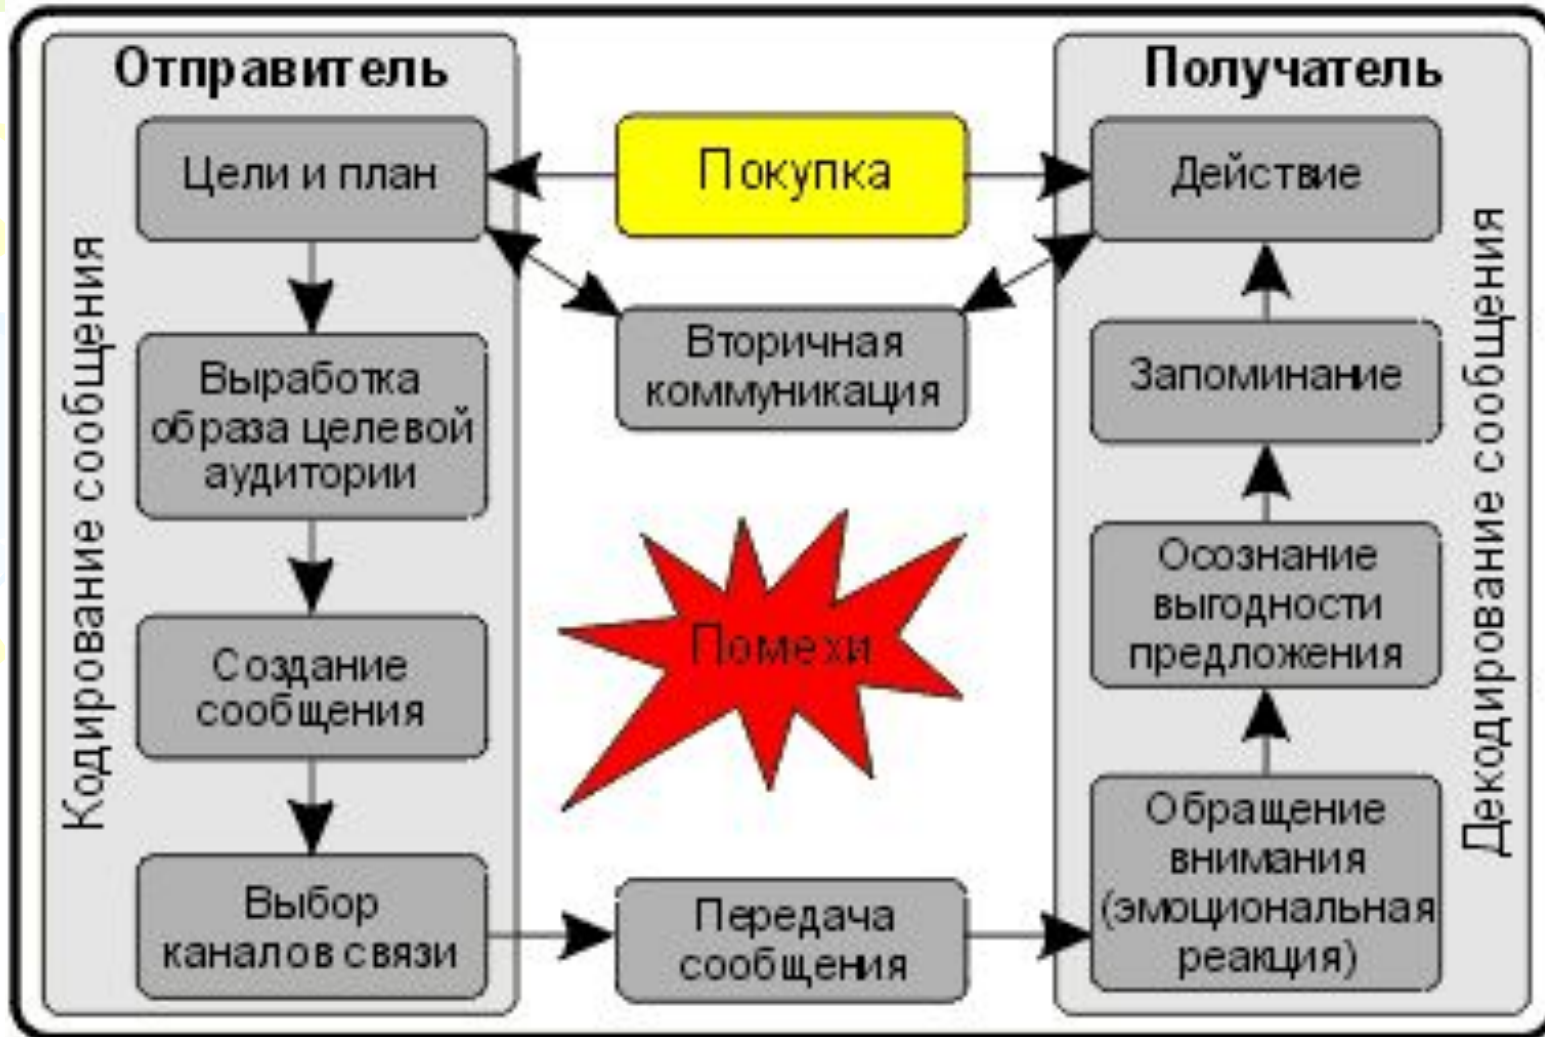 Отправитель
Кодирование сообщения
Цели и план
Выработка
образа целевой
аудитории
Создание
сообщения
Выбор
каналов связи
Покупка
Вторичная
коммуникация
Помехи
Передача
сообщения
Получатель
Действие
Запоминание
Осознание
выгодности
предложения
Обращение
внимания
(эмоциональная
реакция)
Декодирование сообщения